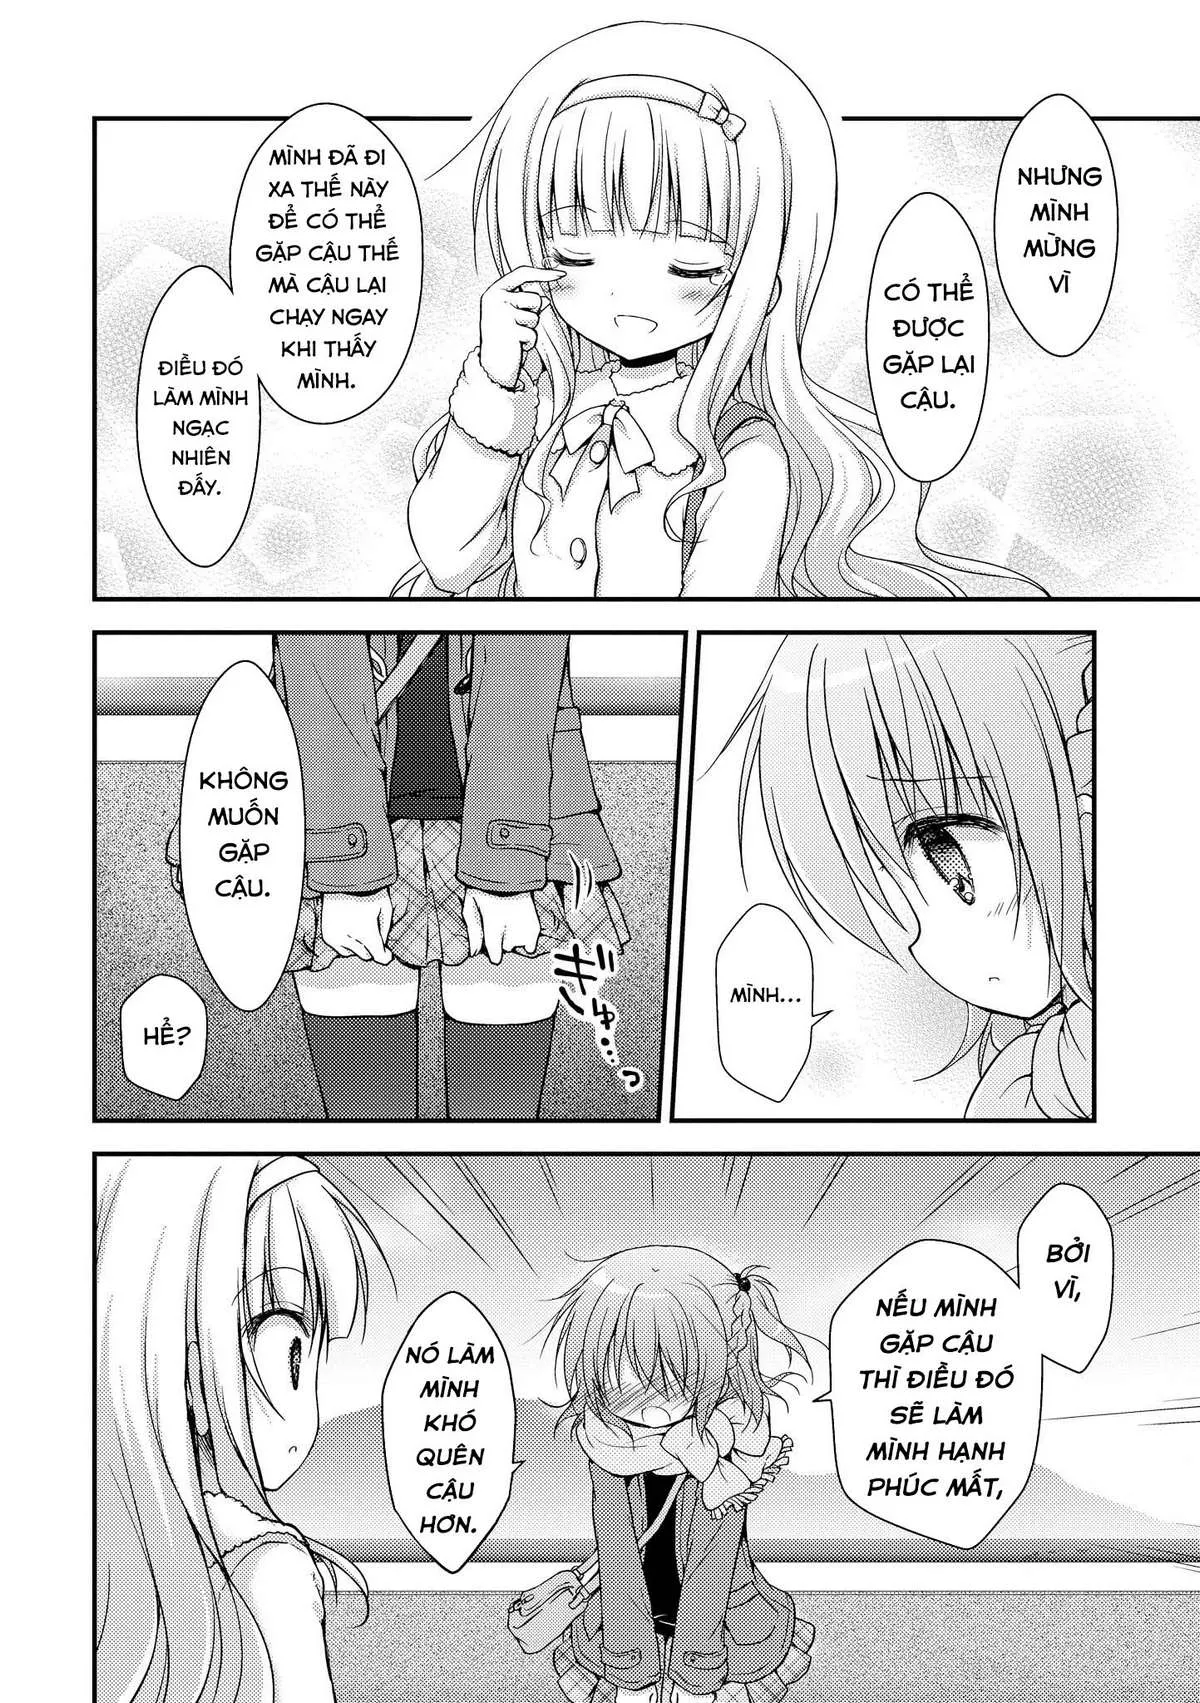 NHƯNG
MÌNH
MỪNG
VÌ
CÓ THỂ
ĐƯỢC
GẶP LẠI
CẬU.
MÌNH ĐÃ ĐI
XA THẾ NÀY
ĐỂ CÓ THỂ
GẶP CẬU THẾ
MÀ CẬU LẠI
CHẠY NGAY
KHI THẤY
MÌNH.
ĐIỀU ĐÓ
LÀM MÌNH
NGẠC
NHIÊN
ĐẤY.
MÌNH...
KHÔNG
MUỐN
GẶP
CẬU.
ギュ…っ
HỂ?
BỞI
VÌ,
NẾU MÌNH
GẶP CẬU
THÌ ĐIỀU ĐÓ
SẼ LÀM
MÌNH HẠNH
PHÚC MẤT,
NÓ LÀM
MÌNH
KHÓ
QUÊN
CẬU
HƠN.